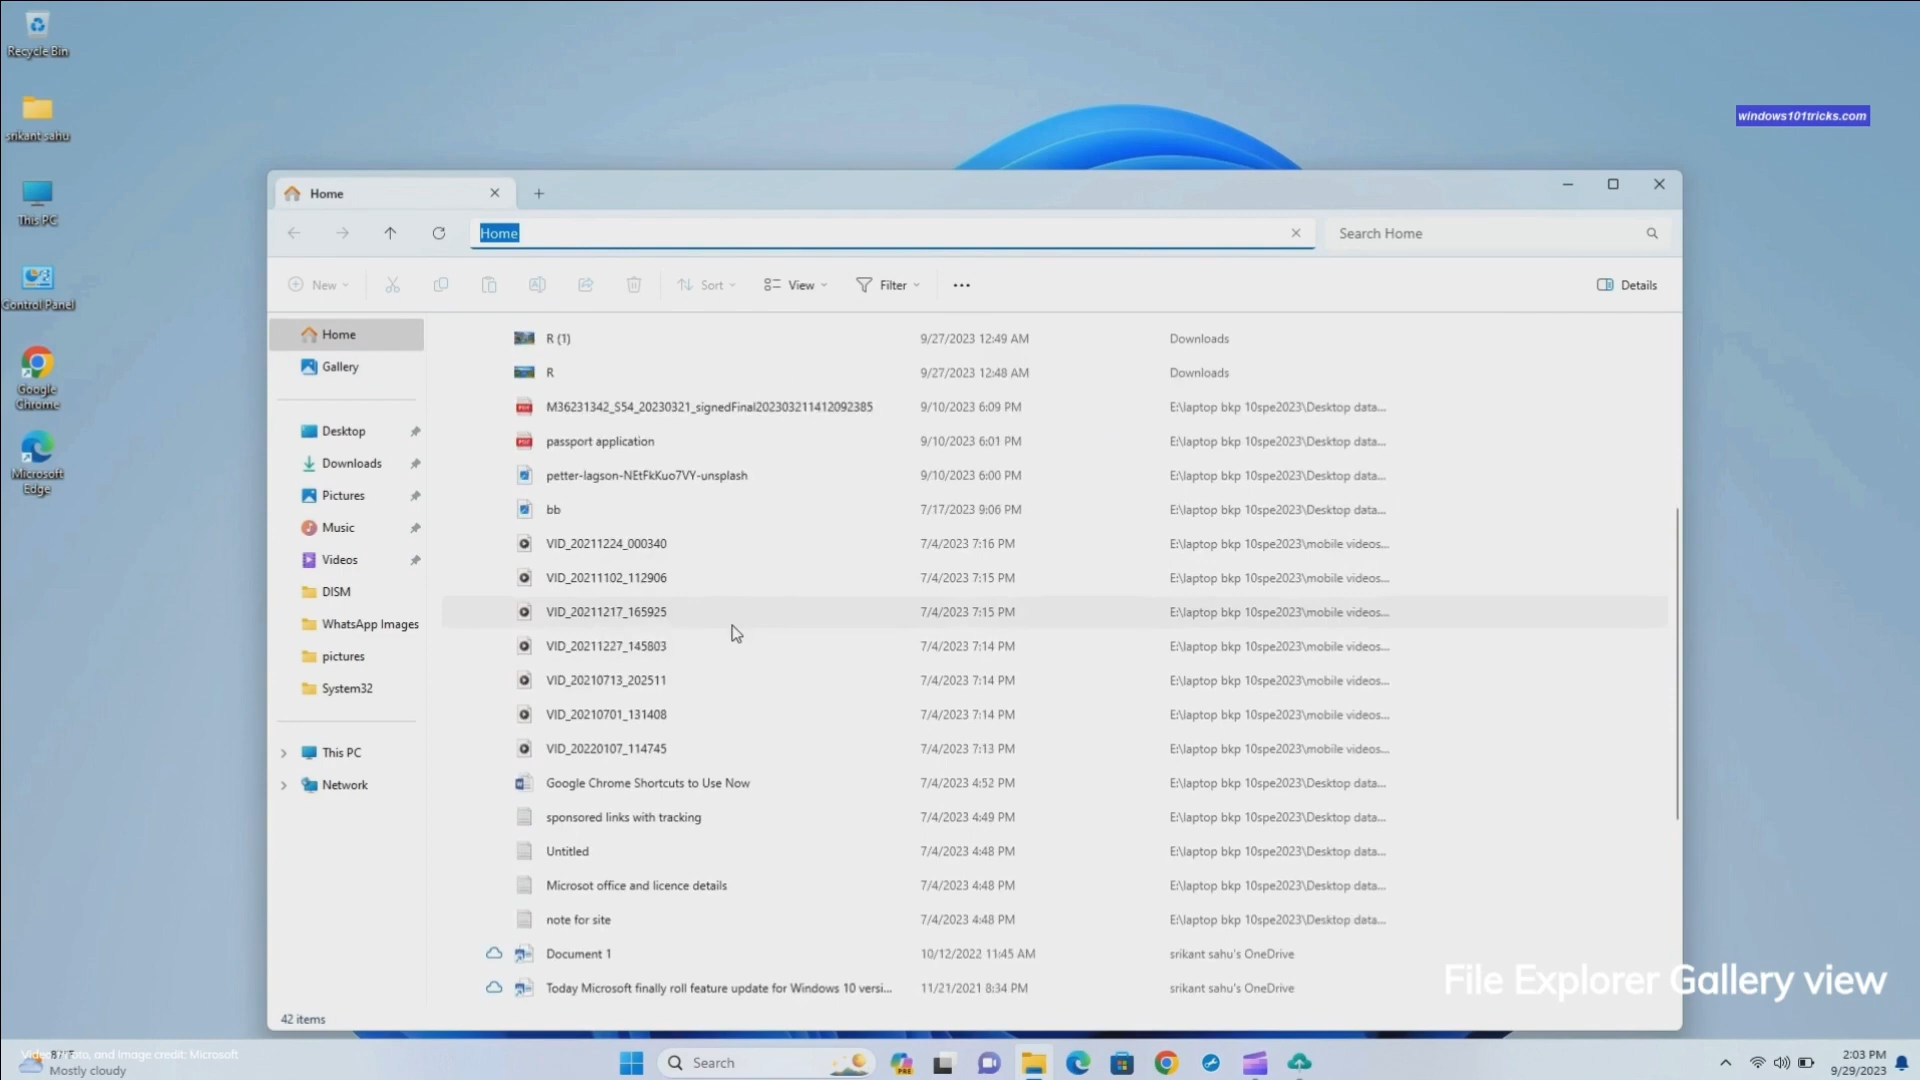 Recycle Bin
srikant sahu
This PC
Control Panel
Google
Chrome
Microsoft
Edge
windows101tricks.com
Home
Home
Search Home
New
Sort
View
Filter
Details
Home
Gallery
Desktop
Downloads
Pictures
Music
Videos
DISM
WhatsApp Images
pictures
System32
This PC
Network
R (1) 9/27/2023 12:49 AM Downloads
R 9/27/2023 12:48 AM Downloads
M36231342_S54_20230321_signedFinal202303211412092385 9/10/2023 6:09 PM E:\laptop bkp 10spe2023\Desktop data...
passport application 9/10/2023 6:01 PM E:\laptop bkp 10spe2023\Desktop data...
petter-lagson-NEtFkKuo7VY-unsplash 9/10/2023 6:00 PM E:\laptop bkp 10spe2023\Desktop data...
bb 7/17/2023 9:06 PM E:\laptop bkp 10spe2023\Desktop data...
VID_20211224_000340 7/4/2023 7:16 PM E:\laptop bkp 10spe2023\mobile videos...
VID_20211102_112906 7/4/2023 7:15 PM E:\laptop bkp 10spe2023\mobile videos...
VID_20211217_165925 7/4/2023 7:15 PM E:\laptop bkp 10spe2023\mobile videos...
VID_20211227_145803 7/4/2023 7:14 PM E:\laptop bkp 10spe2023\mobile videos...
VID_20210713_202511 7/4/2023 7:14 PM E:\laptop bkp 10spe2023\mobile videos...
VID_20210701_131408 7/4/2023 7:14 PM E:\laptop bkp 10spe2023\mobile videos...
VID_20220107_114745 7/4/2023 7:13 PM E:\laptop bkp 10spe2023\mobile videos...
Google Chrome Shortcuts to Use Now 7/4/2023 4:52 PM E:\laptop bkp 10spe2023\Desktop data...
sponsored links with tracking 7/4/2023 4:49 PM E:\laptop bkp 10spe2023\Desktop data...
Untitled 7/4/2023 4:48 PM E:\laptop bkp 10spe2023\Desktop data...
Microsot office and licence details 7/4/2023 4:48 PM E:\laptop bkp 10spe2023\Desktop data...
note for site 7/4/2023 4:48 PM E:\laptop bkp 10spe2023\Desktop data...
Document 1 10/12/2022 11:45 AM srikant sahu's OneDrive
Today Microsoft finally roll feature update for Windows 10 versi... 11/21/2021 8:34 PM srikant sahu's OneDrive
42 items
File Explorer Gallery view
Video, Photo, and Image credit: Microsoft
Mostly cloudy
Search
PRE
2:03 PM
9/29/2023